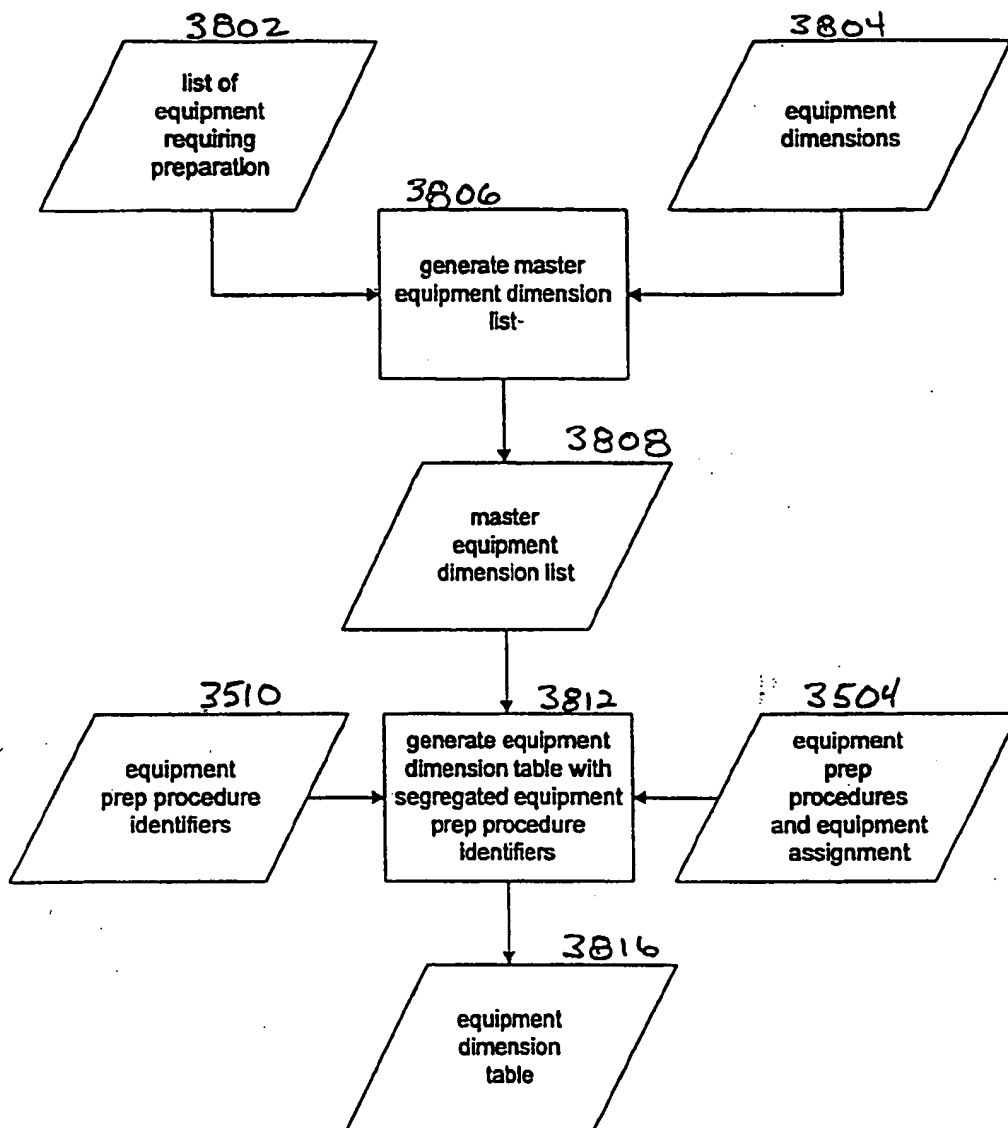 3802
list of
equipment
requiring
preparation
3804
equipment
dimensions
3806
generate master
equipment dimension
list-
3808
master
equipment
dimension list
3510
equipment
prep procedure
identifiers
3812
generate equipment
dimension table with
segregated equipment
prep procedure
identifiers
3504
equipment
prep
procedures
and equipment
assignment
3816
equipment
dimension
table